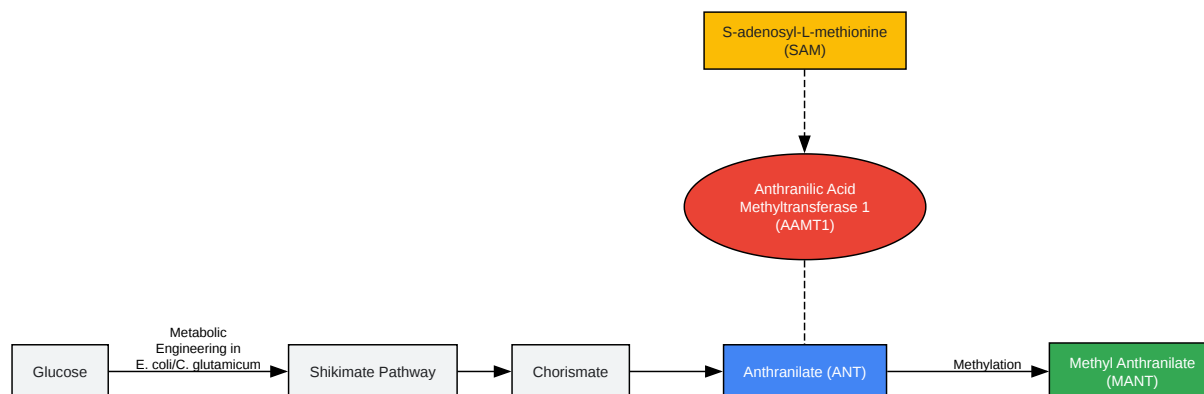 S-adenosyl-L-methionine
(SAM)
Anthranilic Acid
Methyltransferase 1
(AAMT1)
Metabolic
Engineering in
E. coli/C. glutamicum
Glucose
Shikimate Pathway
Chorismate
Anthranilate (ANT)
Methylation
Methyl Anthranilate
(MANT)